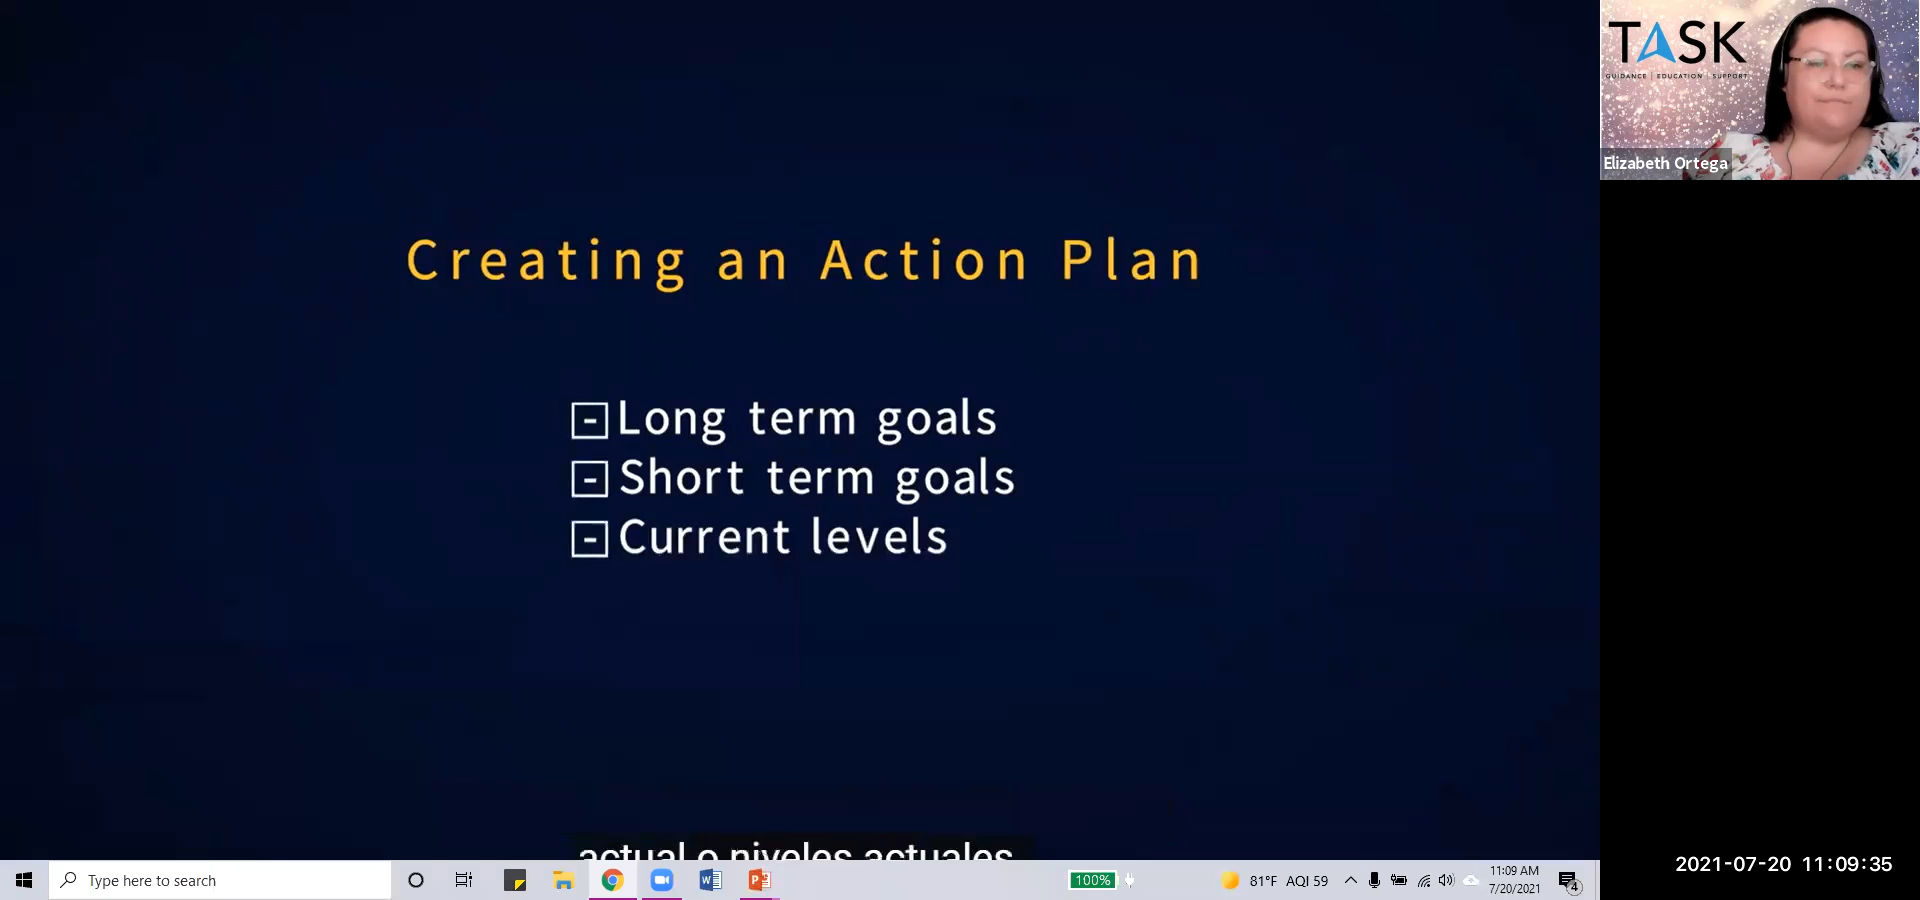 Creating an Action Plan
Long term goals
Short term goals
Current levels
actual o niveles actuales
TASK
GUIDANCE | EDUCATION | SUPPORT
Elizabeth Ortega
Type here to search
100%
81°F AQI 59
11:09 AM
7/20/2021
4
2021-07-20 11:09:35